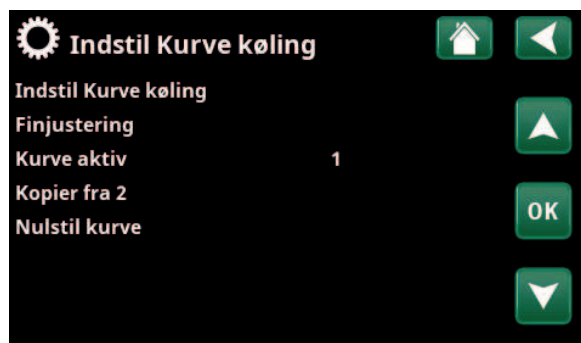 Indstil Kurve køling
Indstil Kurve køling
Finjustering
Kurve aktiv 1
Kopier fra 2
Nulstil kurve
OK